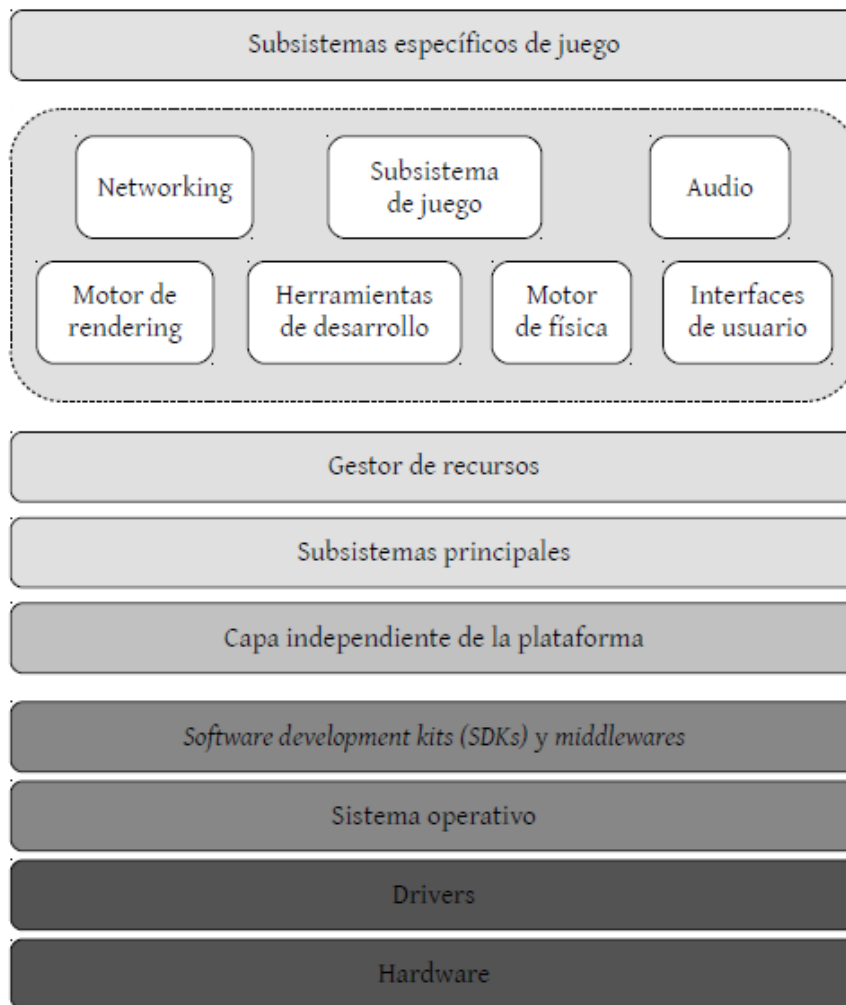 Subsistemas específicos de juego
Networking
Subsistema
de juego
Audio
Motor de
rendering
Herramientas
de desarrollo
Motor
de física
Interfaces
de usuario
Gestor de recursos
Subsistemas principales
Capa independiente de la plataforma
Software development kits (SDKs) y middlewares
Sistema operativo
Drivers
Hardware